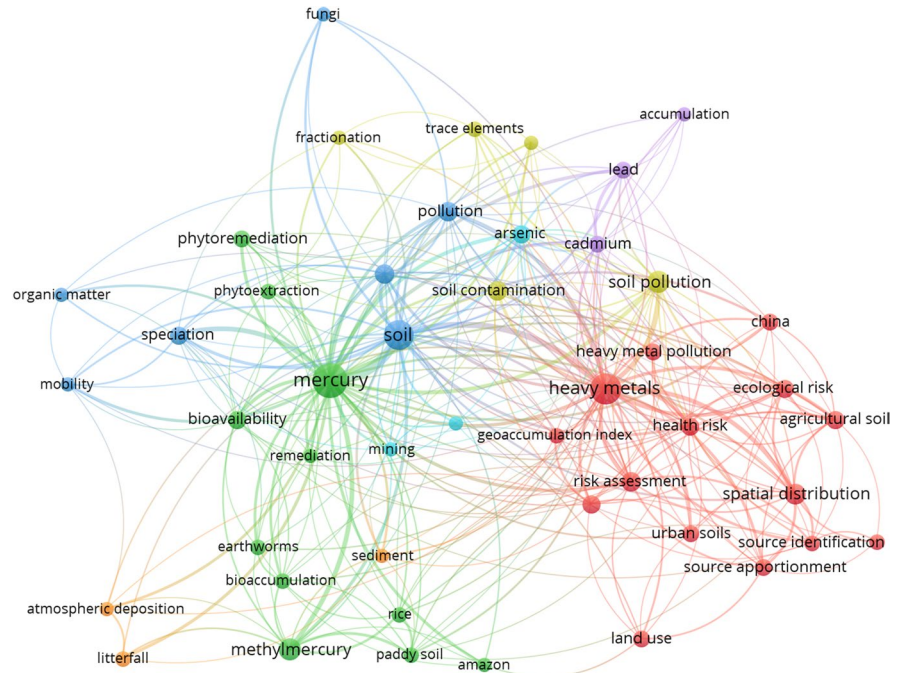 fungi
accumulation
trace elements
fractionation
lead
pollution
arsenic
phytoremediation
cadmium
soil pollution
phytoextraction
soil contamination
organic matter
china
speciation
soil
heavy metal pollution
mercury
mobility
heavy metals
ecological risk
bioavailability
agricultural soil
health risk
geoaccumulation index
mining
remediation
risk assessment
spatial distribution
urban soils
source identification
earthworms
sediment
source apportionment
bioaccumulation
atmospheric deposition
rice
land use
methylmercury
paddy soil
litterfall
amazon